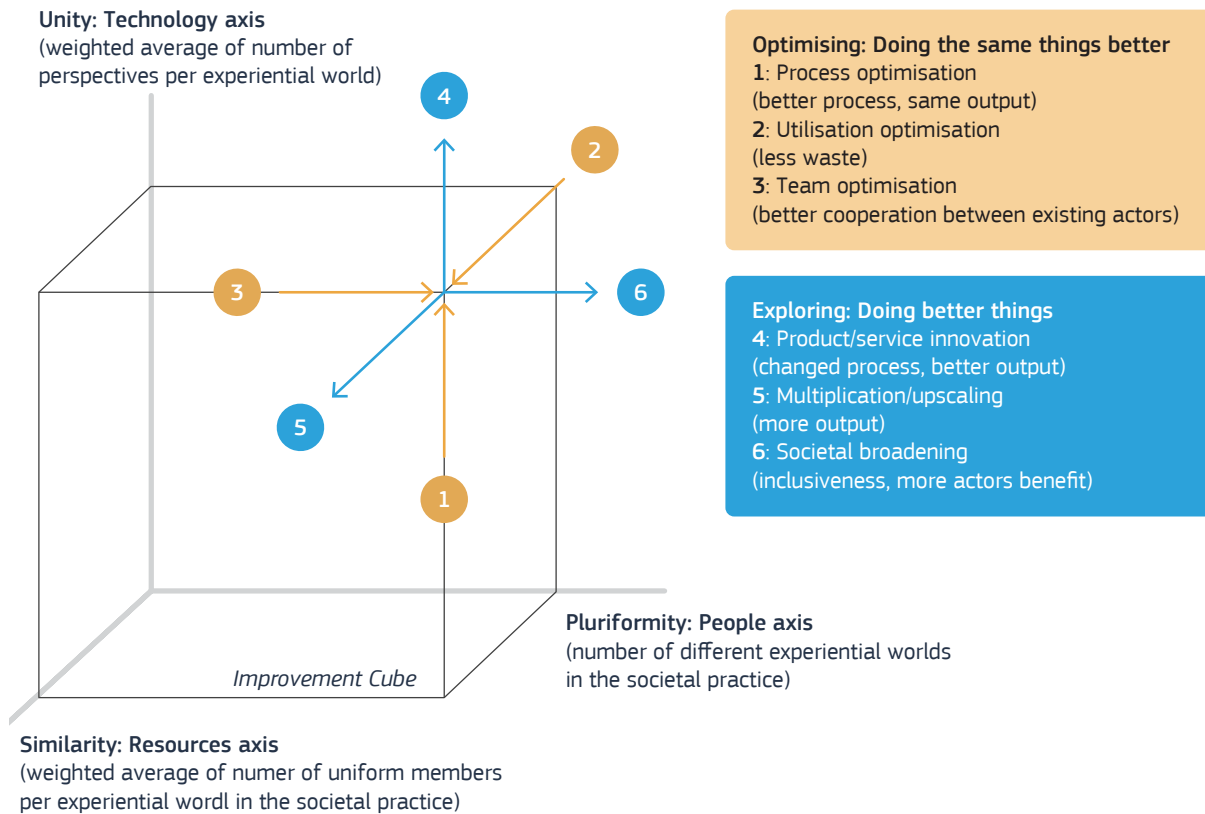 Unity: Technology axis
(weighted average of number of
perspectives per experiential world)
4
2
3
6
5
1
Improvement Cube
Pluriformity: People axis
(number of different experiential worlds
in the societal practice)
Similarity: Resources axis
(weighted average of numer of uniform members
per experiential wordl in the societal practice)
Optimising: Doing the same things better
1: Process optimisation
(better process, same output)
2: Utilisation optimisation
(less waste)
3: Team optimisation
(better cooperation between existing actors)
Exploring: Doing better things
4: Product/service innovation
(changed process, better output)
5: Multiplication/upscaling
(more output)
6: Societal broadening
(inclusiveness, more actors benefit)